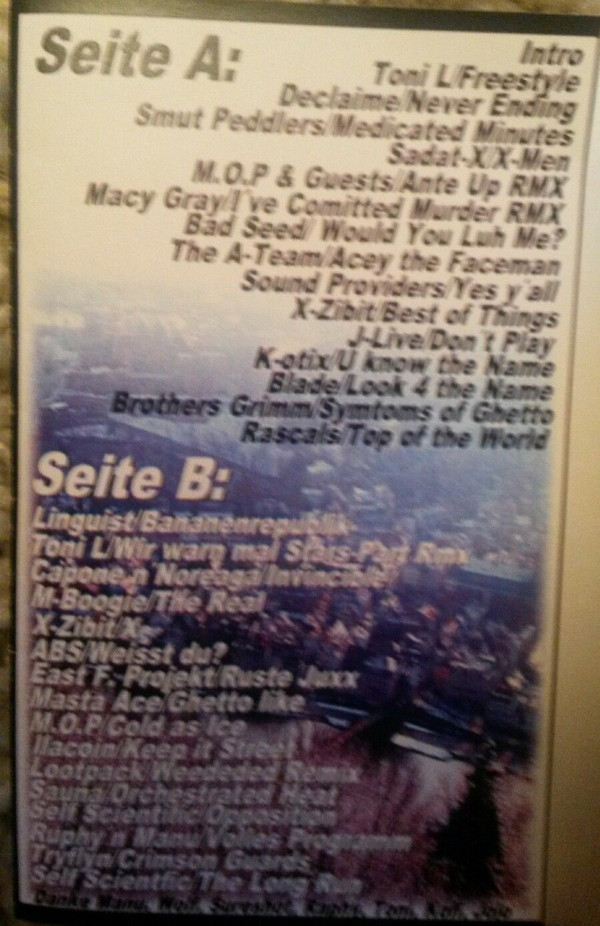 Seite A:
Intro
Toni L/Freestyle
Declaime/Never Ending
Smut Peddlers/Medicated Minutes
Sadat-X/X-Men
M.O.P & Guests/Ante Up RMX
Macy Gray/I've Comitted Murder RMX
Bad Seed/ Would You Luh Me?
The A-Team/Acey the Faceman
Sound Providers/Yes y'all
X-Zibit/Best of Things
J-Live/Don't Play
K-otix/U know the Name
Blade/Look 4 the Name
Brothers Grimm/Symtoms of Ghetto
Rascals/Top of the World
Seite B:
Linguist/Bananenrepublik
Toni L/Wir warn mal Stars-Part Rmx
Capone n Noreaga/Invincible
M-Boogie/The Real
X-Zibit/X
ABS/Weisst du?
East F. Projekt/Ruste Juxx
Masta Ace/Ghetto like
M.O.P/Cold as Ice
Ilacoin/Keep it Street
Lootpack/Weededed Remix
Sauna/Orchestrated Heat
Self Scientific/Opposition
Ruphy n Manu/Volles Programm
Tryflyn/Crimson Guards
Self Scientfic/The Long Run
Danke Manu, Toni,